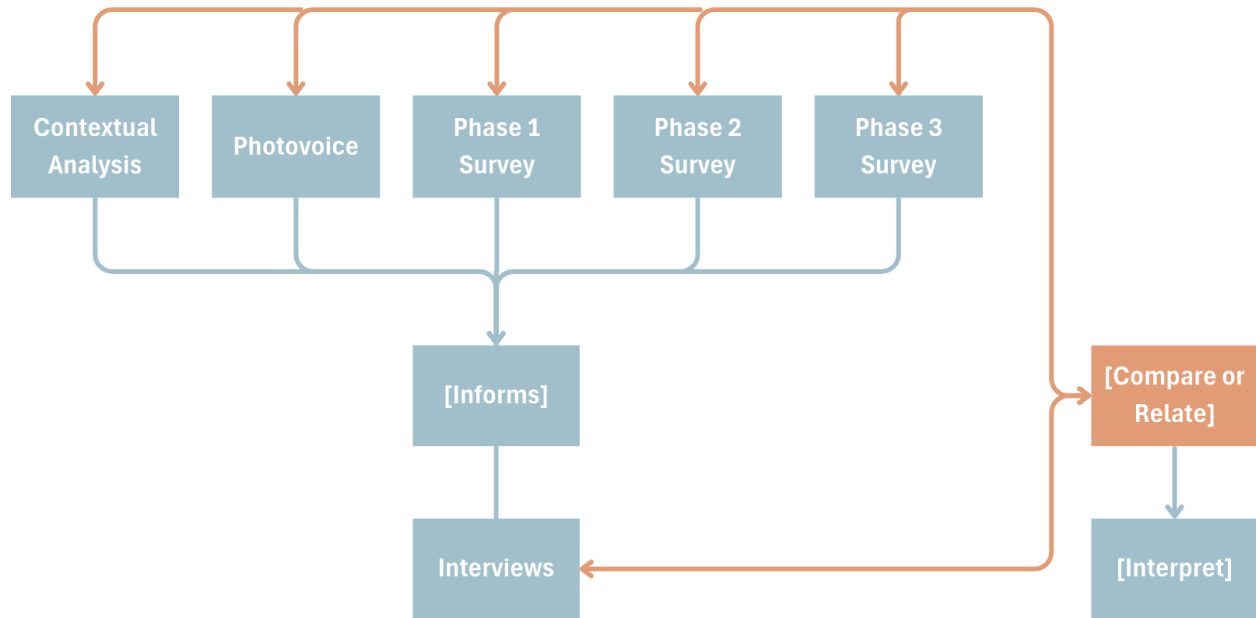 Contextual
Analysis
Photovoice
Phase 1
Survey
Phase 2
Survey
Phase 3
Survey
[Informs]
[Compare or
Relate]
Interviews
[Interpret]